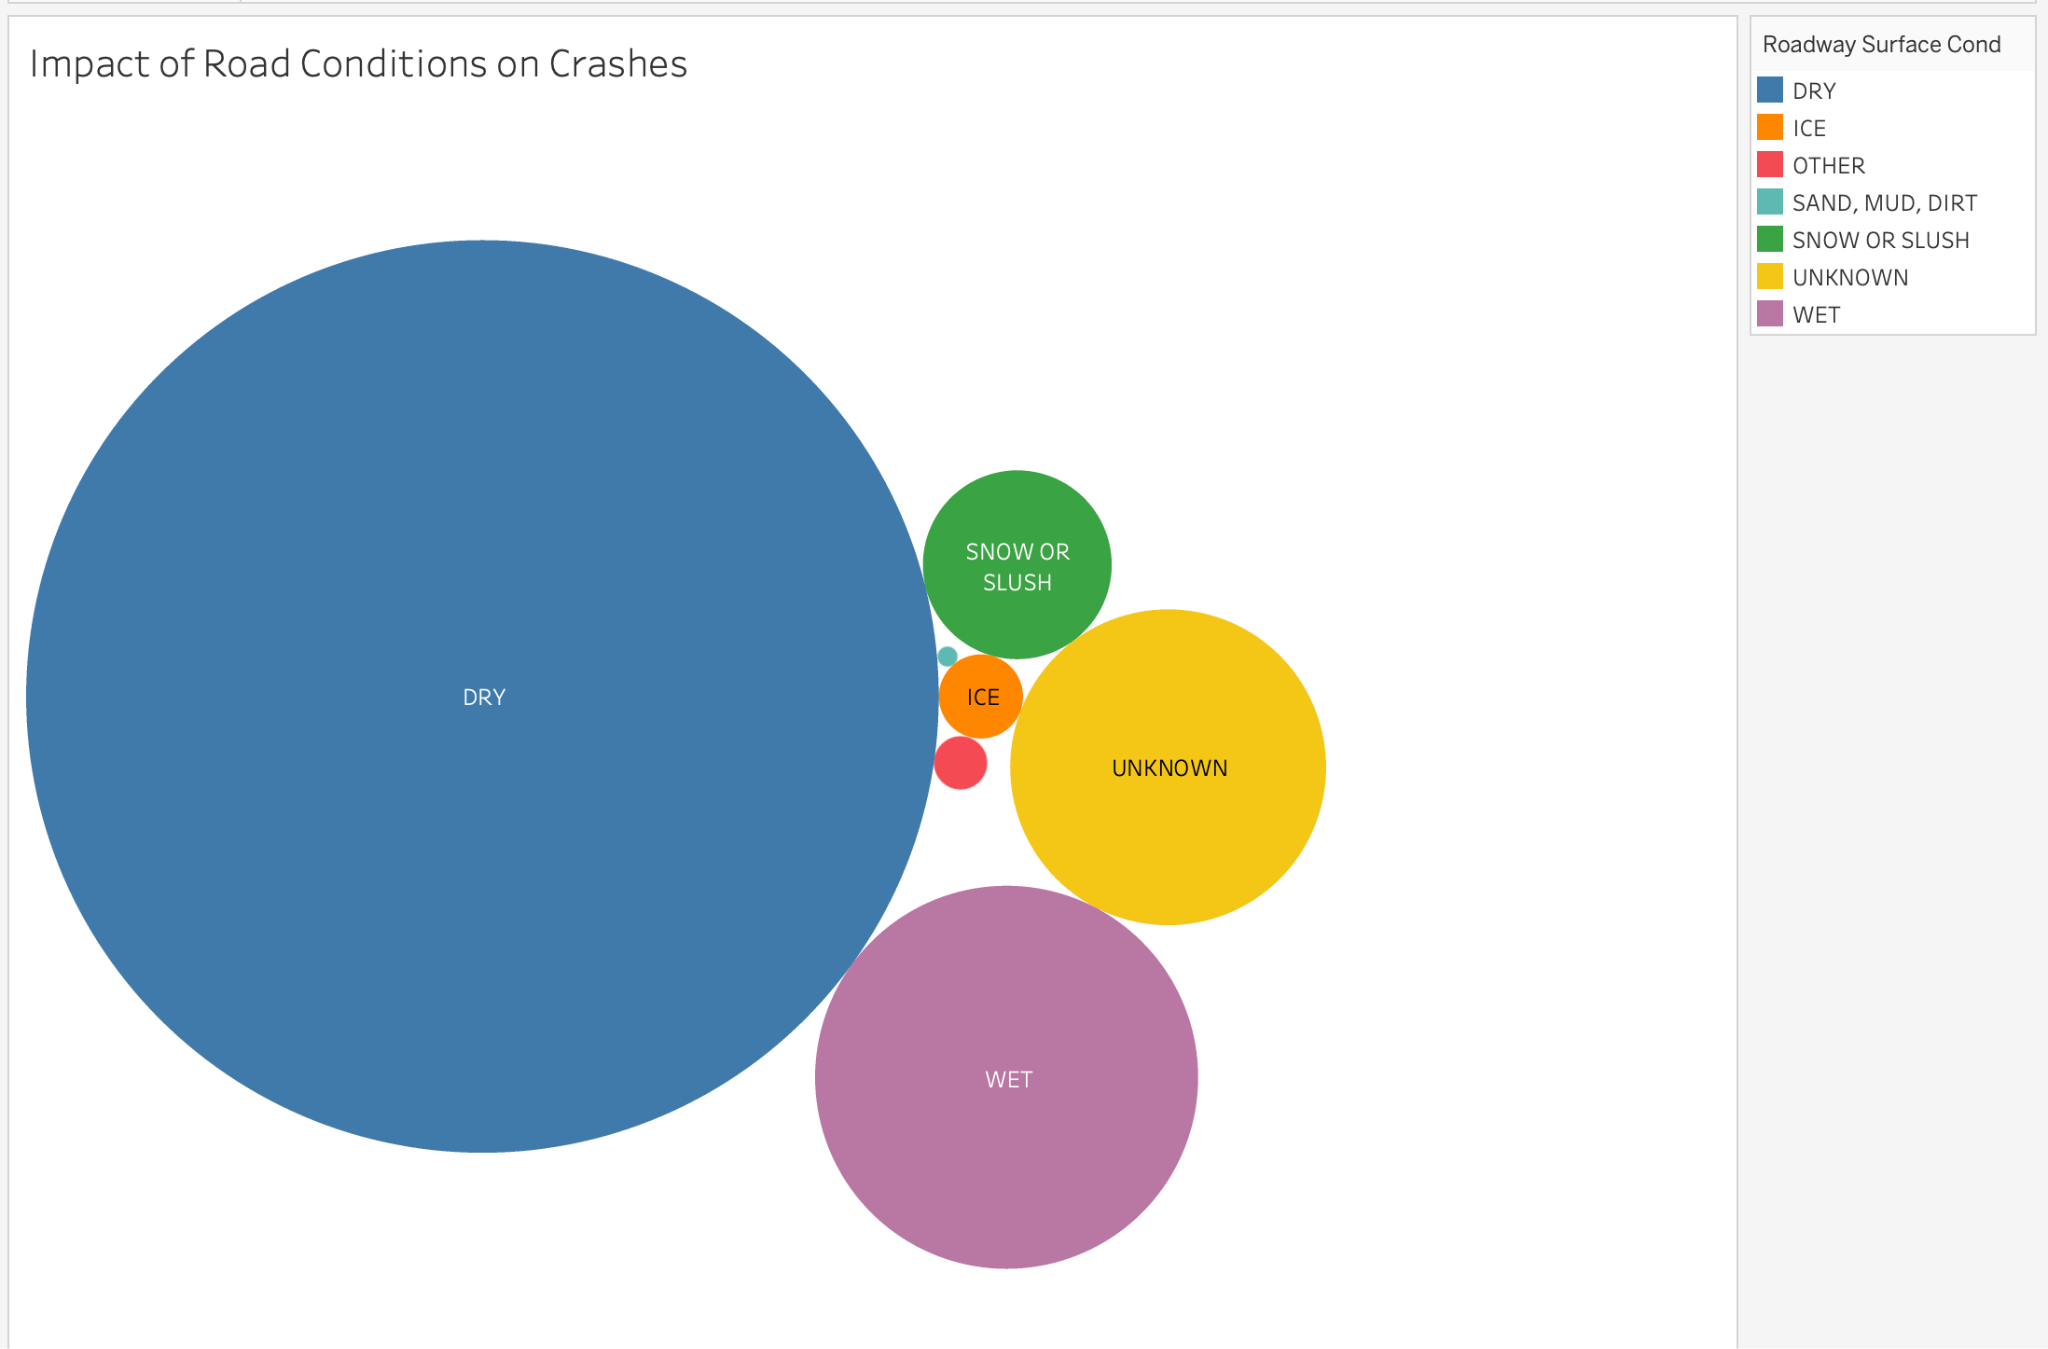 Impact of Road Conditions on Crashes
Roadway Surface Cond
DRY
ICE
OTHER
SAND, MUD, DIRT
SNOW OR SLUSH
UNKNOWN
WET
SNOW OR
SLUSH
DRY
ICE
UNKNOWN
WET